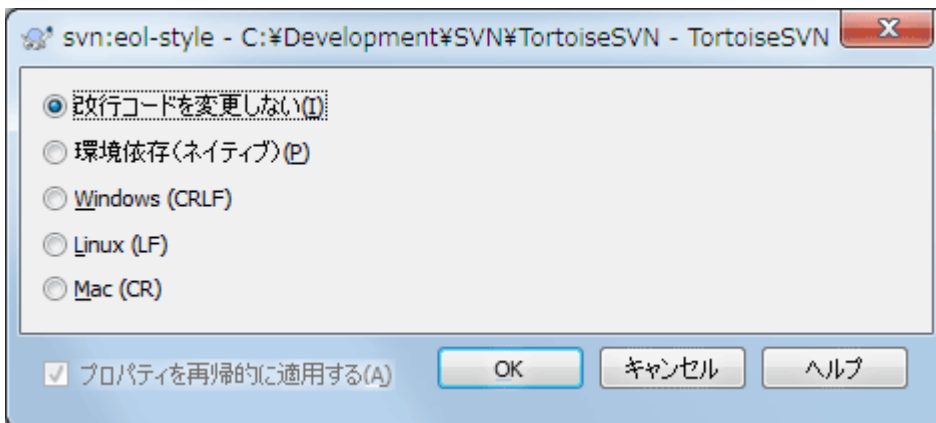 svn:eol-style - C:¥Development¥SVN¥TortoiseSVN - TortoiseSVN
改行コードを変更しない(I)
環境依存(ネイティブ)(P)
Windows (CRLF)
Linux (LF)
Mac (CR)
プロパティを再帰的に適用する(A) OK キャンセル ヘルプ